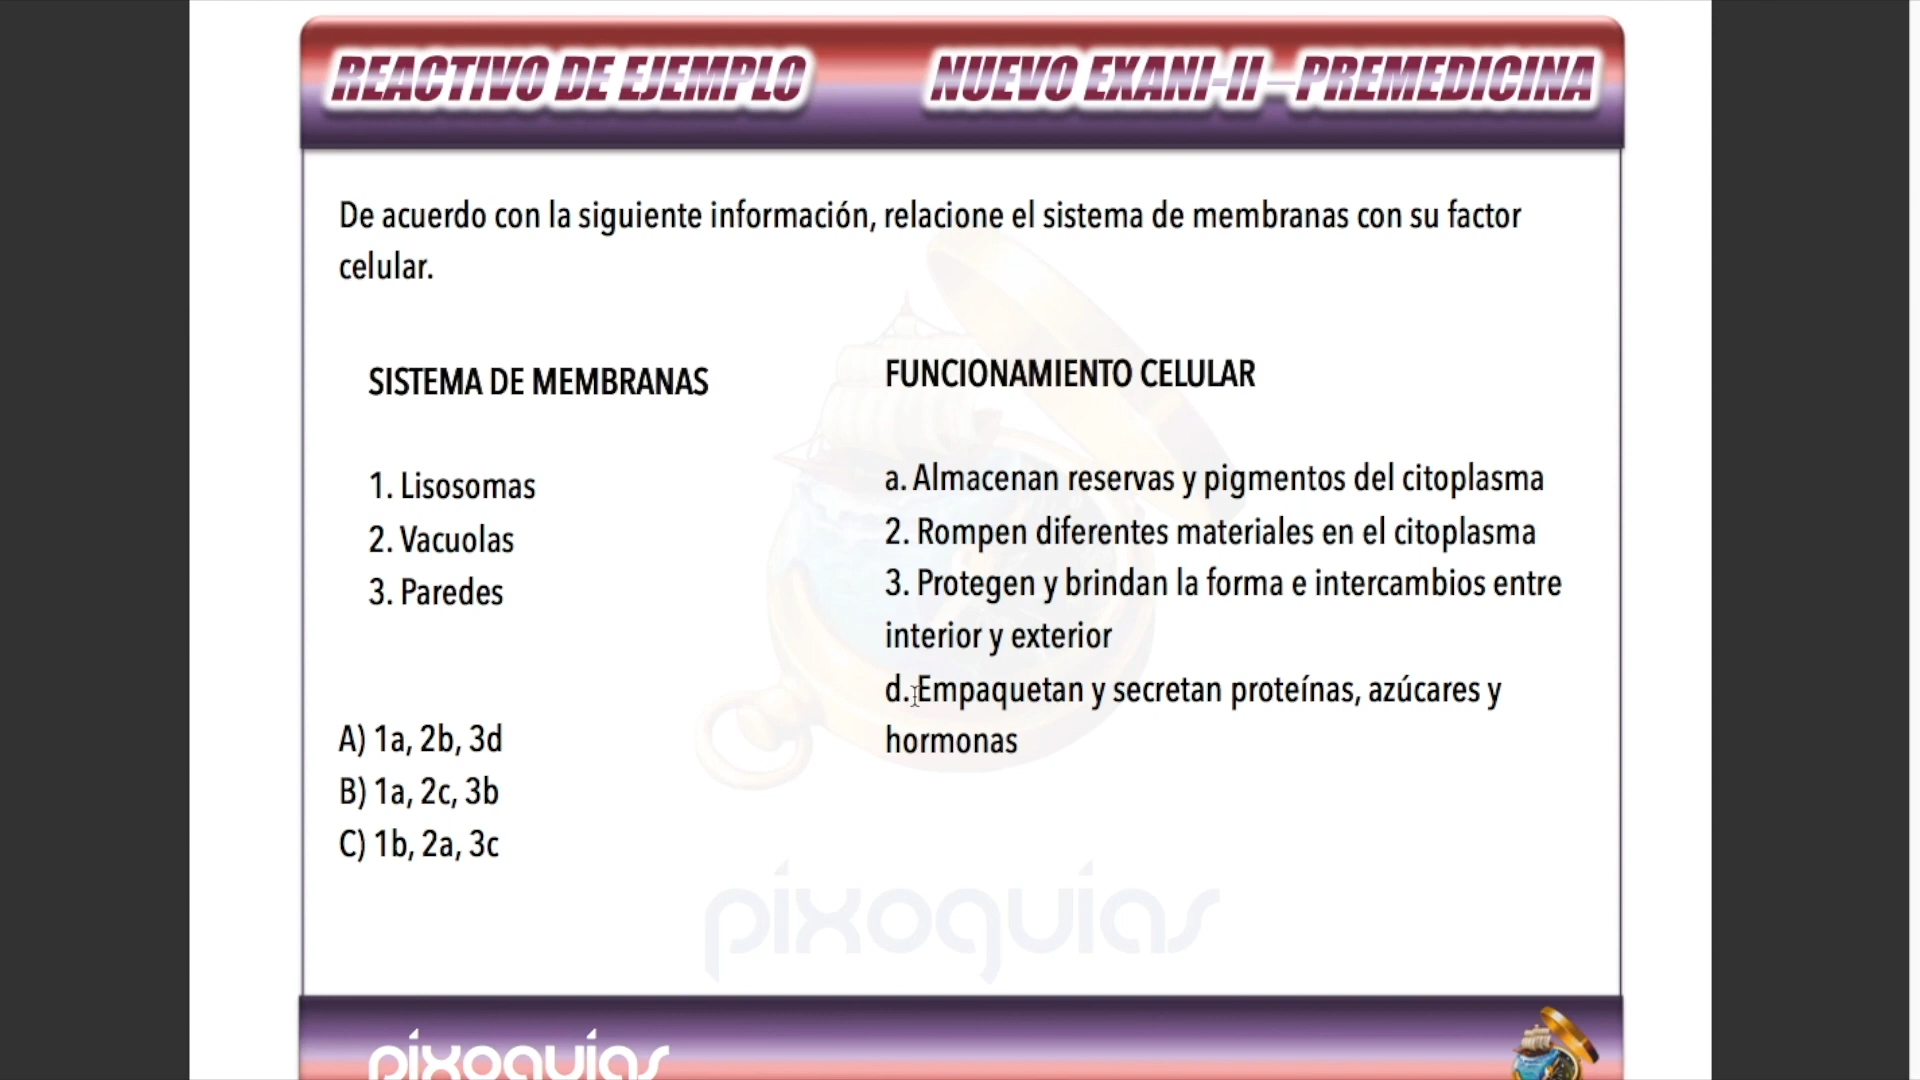 REACTIVO DE EJEMPLO
NUEVO EXANI-II – PREMEDICINA
De acuerdo con la siguiente información, relacione el sistema de membranas con su factor
celular.
SISTEMA DE MEMBRANAS
1. Lisosomas
2. Vacuolas
3. Paredes
FUNCIONAMIENTO CELULAR
a. Almacenan reservas y pigmentos del citoplasma
2. Rompen diferentes materiales en el citoplasma
3. Protegen y brindan la forma e intercambios entre
interior y exterior
d. Empaquetan y secretan proteínas, azúcares y
hormonas
A) 1a, 2b, 3d
B) 1a, 2c, 3b
C) 1b, 2a, 3c
pixoguias
pixoguias